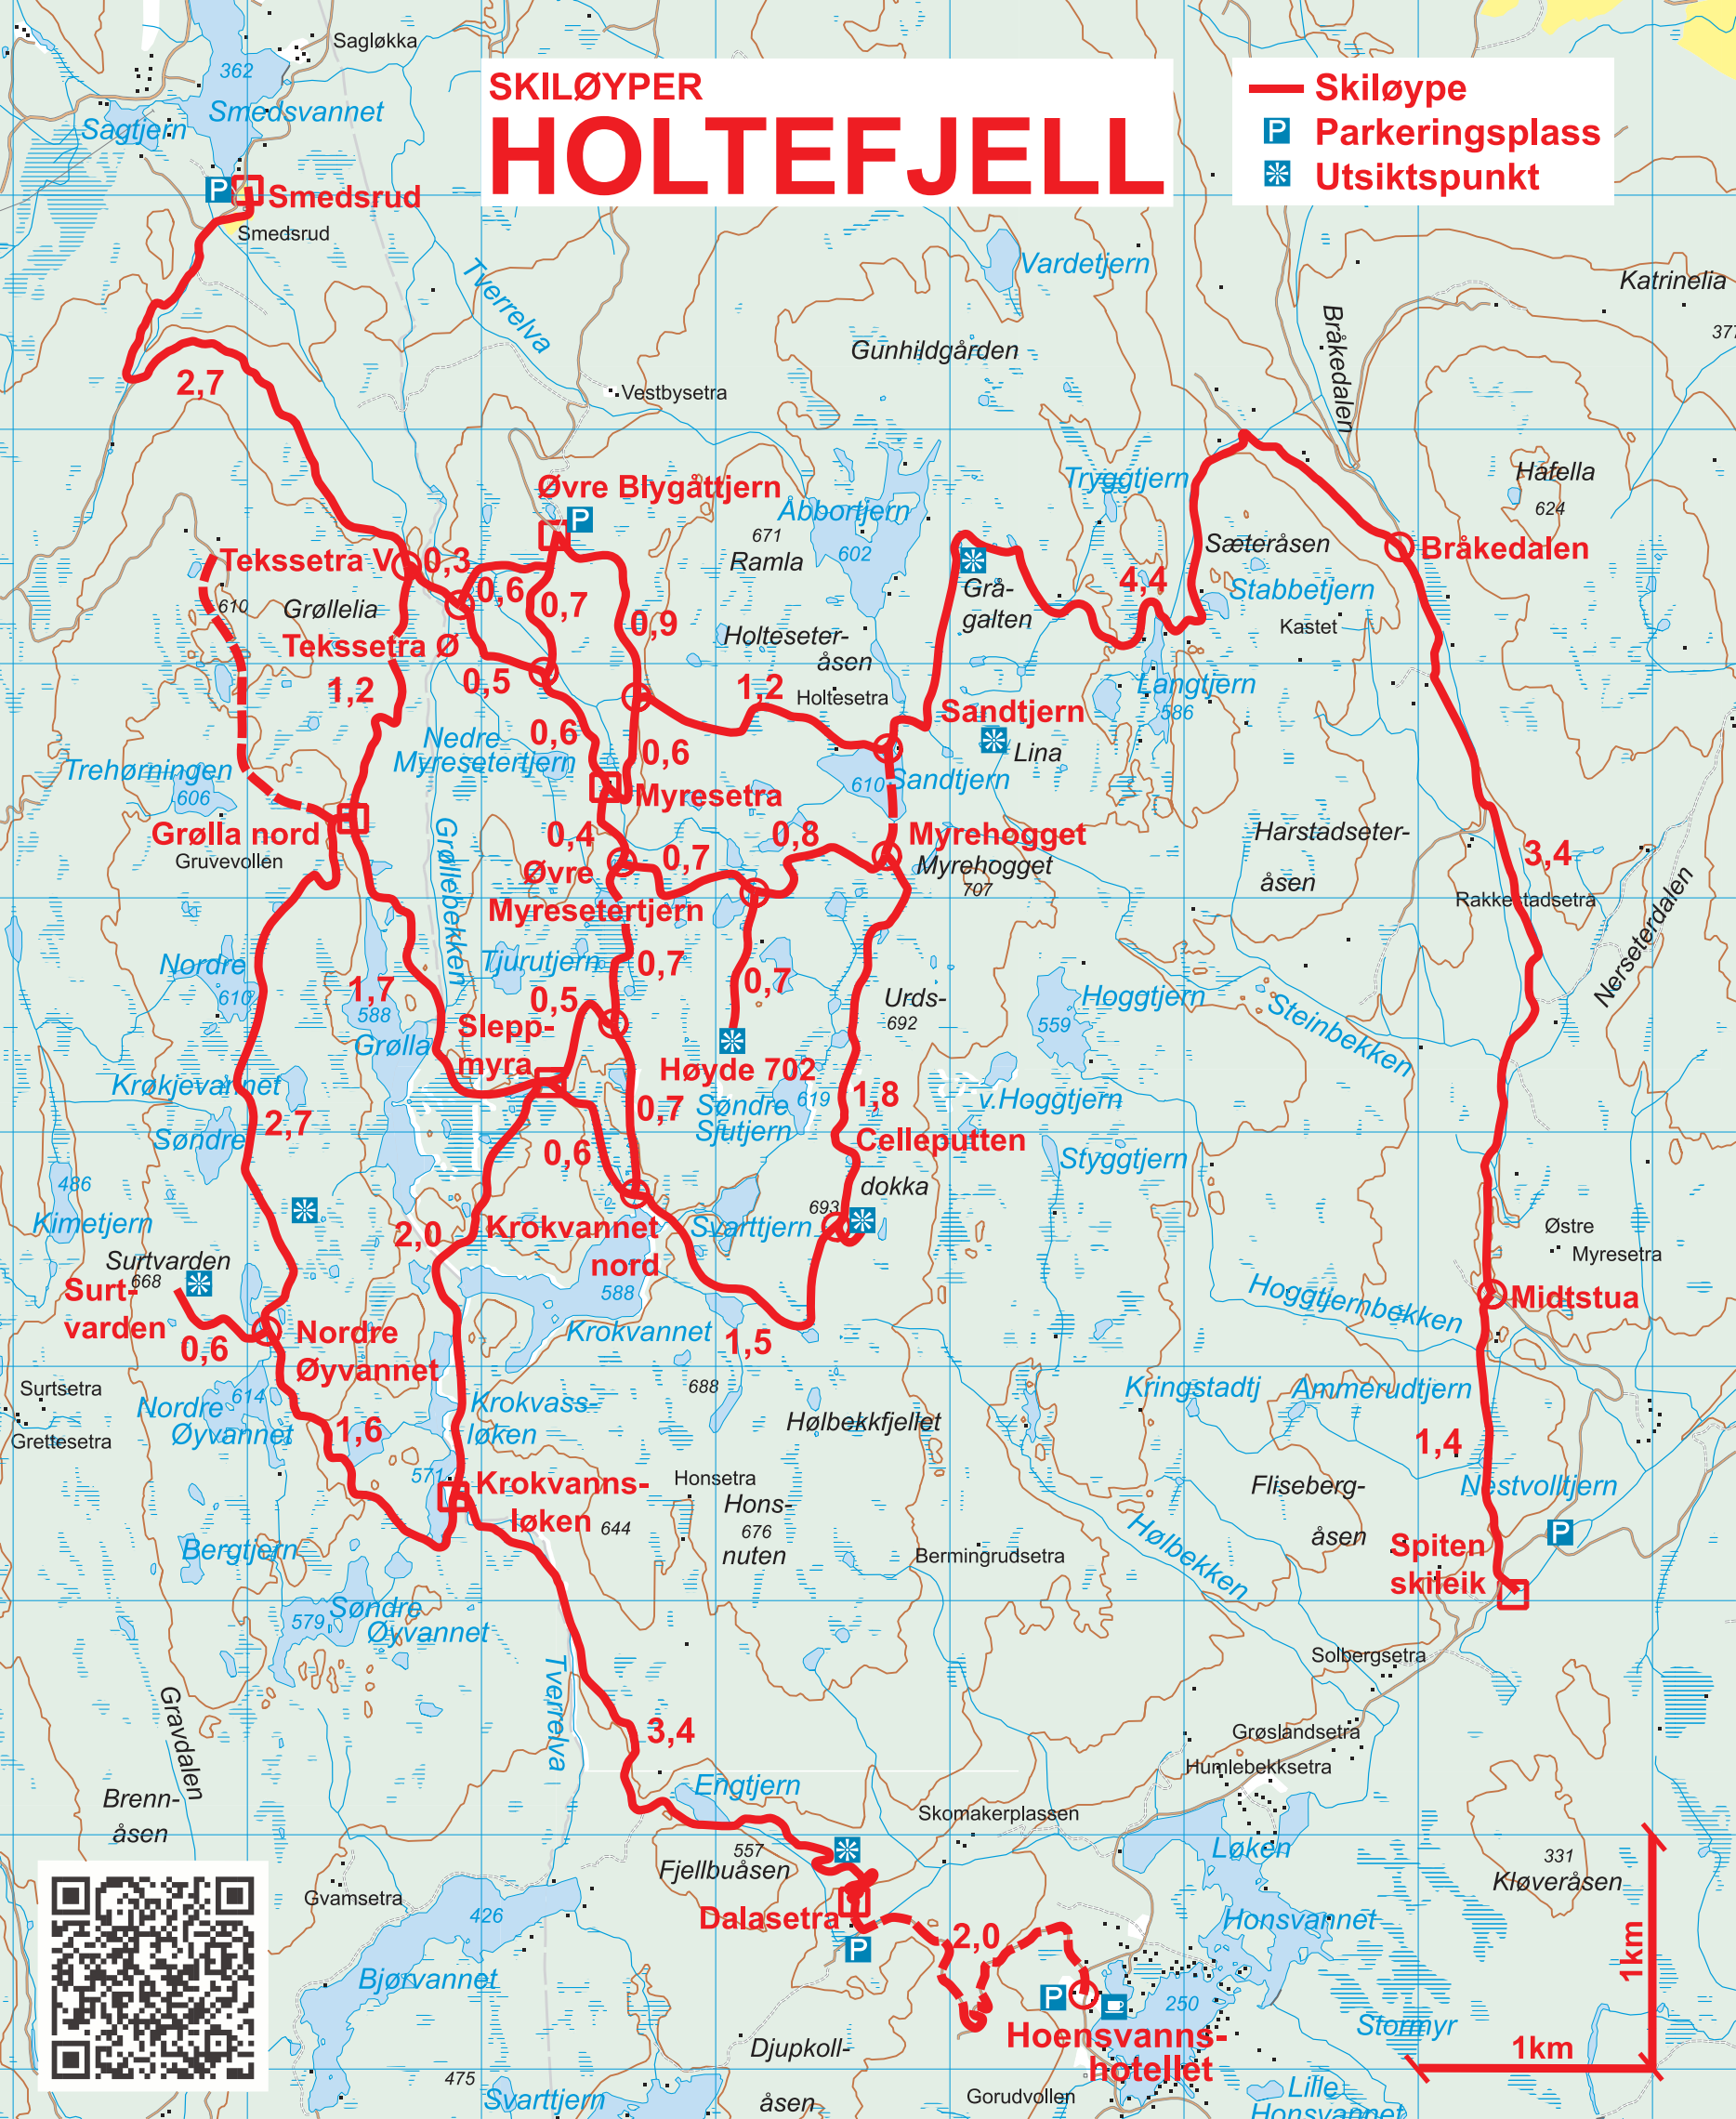 Sagløkka
362
Smedsvannet
Sagtjern
SKILØYPER
HOLTEFJELL
Skiløype
P Parkeringsplass
Utsiktspunkt
P
Smedsrud
Smedsrud
Tverrelva
Vardetjern
Katrinelia
377
Bråkedalen
Gunhildgården
2,7
Vestbysetra
Øvre Blygåttjern
P
Åbbortjern
602
671
Ramla
Tryggtjern
Håfella
624
Sæteråsen
Bråkedalen
Tekssetra V
0,3
0,6
0,7
0,9
Grøllelia
610
Grå-
galten
4,4
Stabbetjern
Kastet
Tekssetra Ø
Holteseter-
åsen
Holtesetra
0,5
1,2
1,2
Langtjern
586
Sandtjern
Lina
Nedre
Myresetertjern
0,6
0,6
Trehørningen
606
Myresetra
610
Sandtjern
Grølla nord
Gruvevollen
Grøllebekken
0,4
Øvre
Myresetertjern
0,7
0,8
Myrehogget
Myrehogget
707
Harstadseter-
åsen
3,4
Rakkestadsetra
Nerseterdalen
Nordre
610
Tjurutjern
0,7
0,7
1,7
588
Grølla
0,5
Slepp-
myra
Urds-
692
Hoggtjern
559
Steinbekken
Krøkjevannet
Søndre
2,7
Høyde 702
Søndre
Sjutjern
619
0,7
1,8
v.Hoggtjern
Celleputten
dokka
Styggtjern
0,6
486
Kimetjern
2,0
Krokvannet
nord
Svarttjern
693
588
Krokvannet
Østre
Myresetra
Surtvarden
668
Surt-
varden
0,6
Nordre
Øyvannet
1,5
Hoggtjernbekken
Midtstua
Surtsetra
Grettesetra
Nordre
614
Øyvannet
1,6
Krokvass-
løken
688
Hølbekkfjellet
Kringstadtj
Ammerudtjern
1,4
571
Krokvanns-
løken
644
Honsetra
Hons-
676
nuten
Fliseberg-
åsen
Nestvolltjern
P
Bergtjern
Bermingrudsetra
Hølbekken
Spiten
skileik
579
Søndre
Øyvannet
Solbergsetra
Gravdalen
Tverrelva
3,4
Grøslandsetra
Humlebekksetra
Brenn-
åsen
Engtjern
Skomakerplassen
557
Fjellbuåsen
Løken
331
Kløveråsen
Gvamsetra
426
Bjørvannet
Dalasetra
P
2,0
Honsvannet
P
250
Hoensvanns-
hotellet
Stormyr
1km
1km
Djupkoll-
åsen
475
Svarttjern
Gorudvollen
Lille
Honsvannet